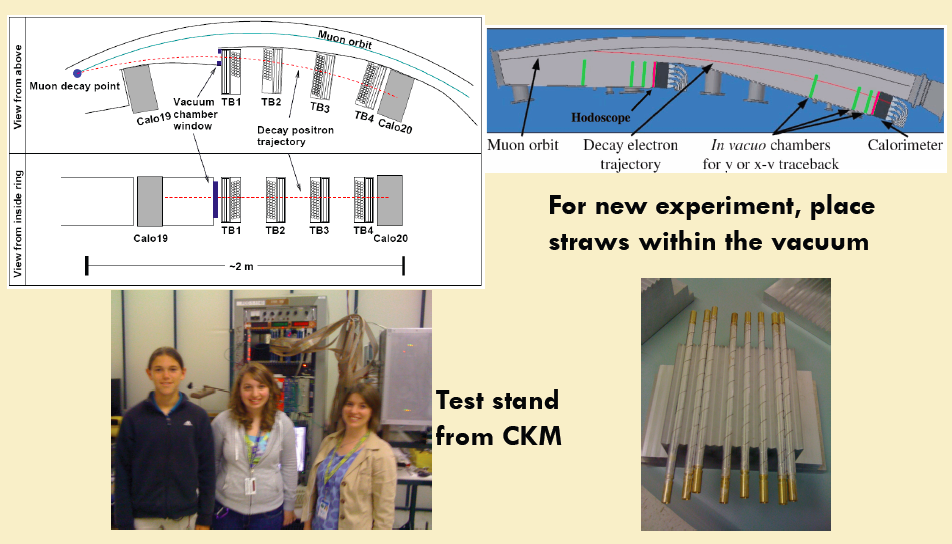 View from above
Muon orbit
Muon decay point
Calo19
Vacuum
chamber
window
TB1
TB2
TB3
TB4
Calo20
Decay positron
trajectory
View from inside ring
Calo19
TB1
TB2
TB3
TB4
Calo20
~2 m
Hodoscope
Muon orbit
Decay electron
trajectory
In vacuo chambers
for y or x-y traceback
Calorimeter
For new experiment, place
straws within the vacuum
Test stand
from CKM